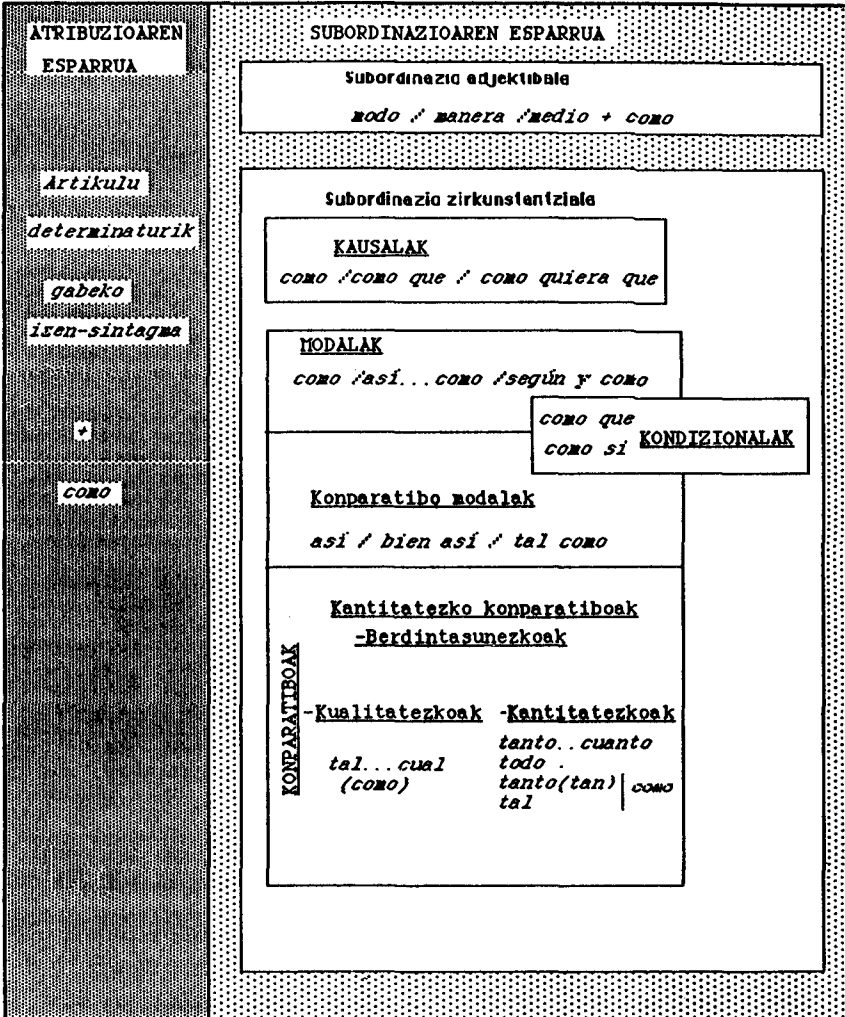 ATRIBUZIOAREN
ESPARRUA
Artikulu
determinaturik
gabeko
izen-sintagma
+
como
SUBORDINAZIOAREN ESPARRUA
Subordinazio adjektibala
modo / manera /medio + como
Subordinazio zirkunstantziala
KAUSALAK
como /como que / como quiera que
MODALAK
como /así...como /según y como
como que
como si KONDIZIONALAK
Konparatibo modalak
así / bien así / tal como
KONPARATIBOAK
Kantitatezko konparatiboak
-Berdintasunezkoak
-Kualitatezkoak
tal...cual
(como)
-Kantitatezkoak
tanto..cuanto
todo .
tanto(tan) como
tal